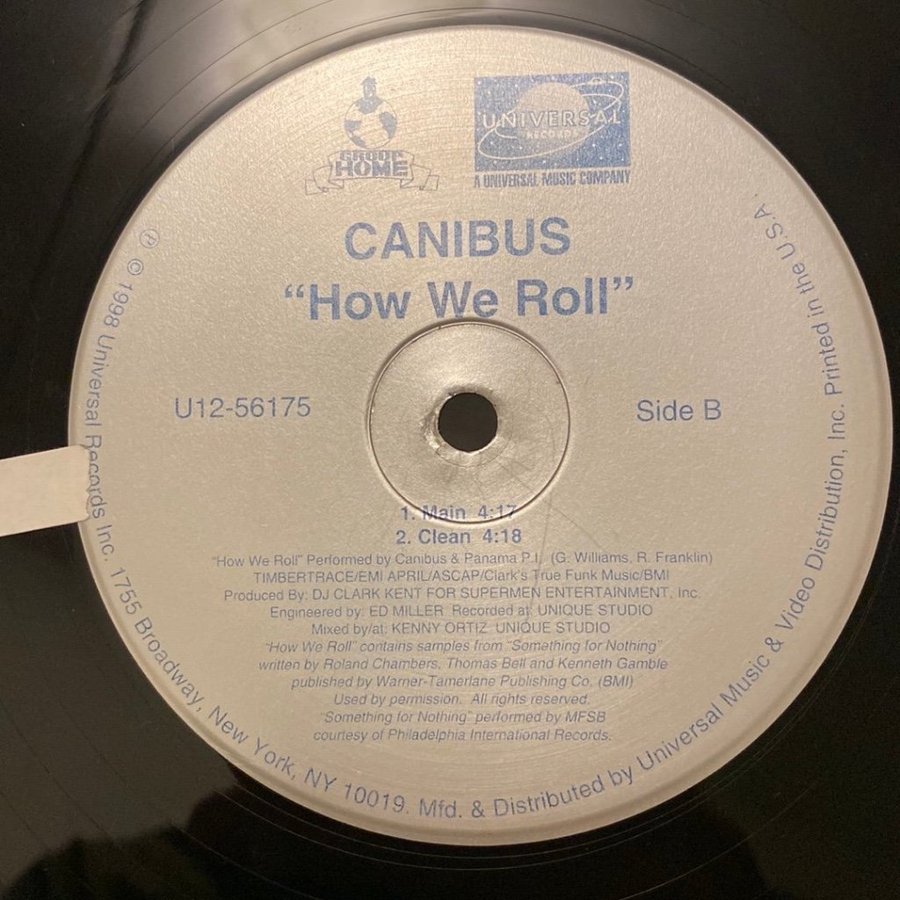 GROUP
HOME
UNIVERSAL
RECORDS
A UNIVERSAL MUSIC COMPANY
CANIBUS
“How We Roll”
U12-56175
Side B
1. Main 4:17
2. Clean 4:18
“How We Roll” Performed by Canibus & Panama P.I. (G. Williams, R. Franklin)
TIMBERTRACE/EMI APRIL/ASCAP/Clark's True Funk Music/BMI
Produced By: DJ CLARK KENT FOR SUPERMEN ENTERTAINMENT, Inc.
Engineered by: ED MILLER Recorded at: UNIQUE STUDIO
Mixed by/at: KENNY ORTIZ UNIQUE STUDIO
“How We Roll” contains samples from “Something for Nothing”
written by Roland Chambers, Thomas Bell and Kenneth Gamble
published by Warner-Tamerlane Publishing Co. (BMI)
Used by permission. All rights reserved.
“Something for Nothing” performed by MFSB
courtesy of Philadelphia International Records.
℗ © 1998 Universal Records Inc. 1755 Broadway, New York, NY 10019. Mfd. & Distributed by Universal Music & Video Distribution, Inc. Printed in the U.S.A.